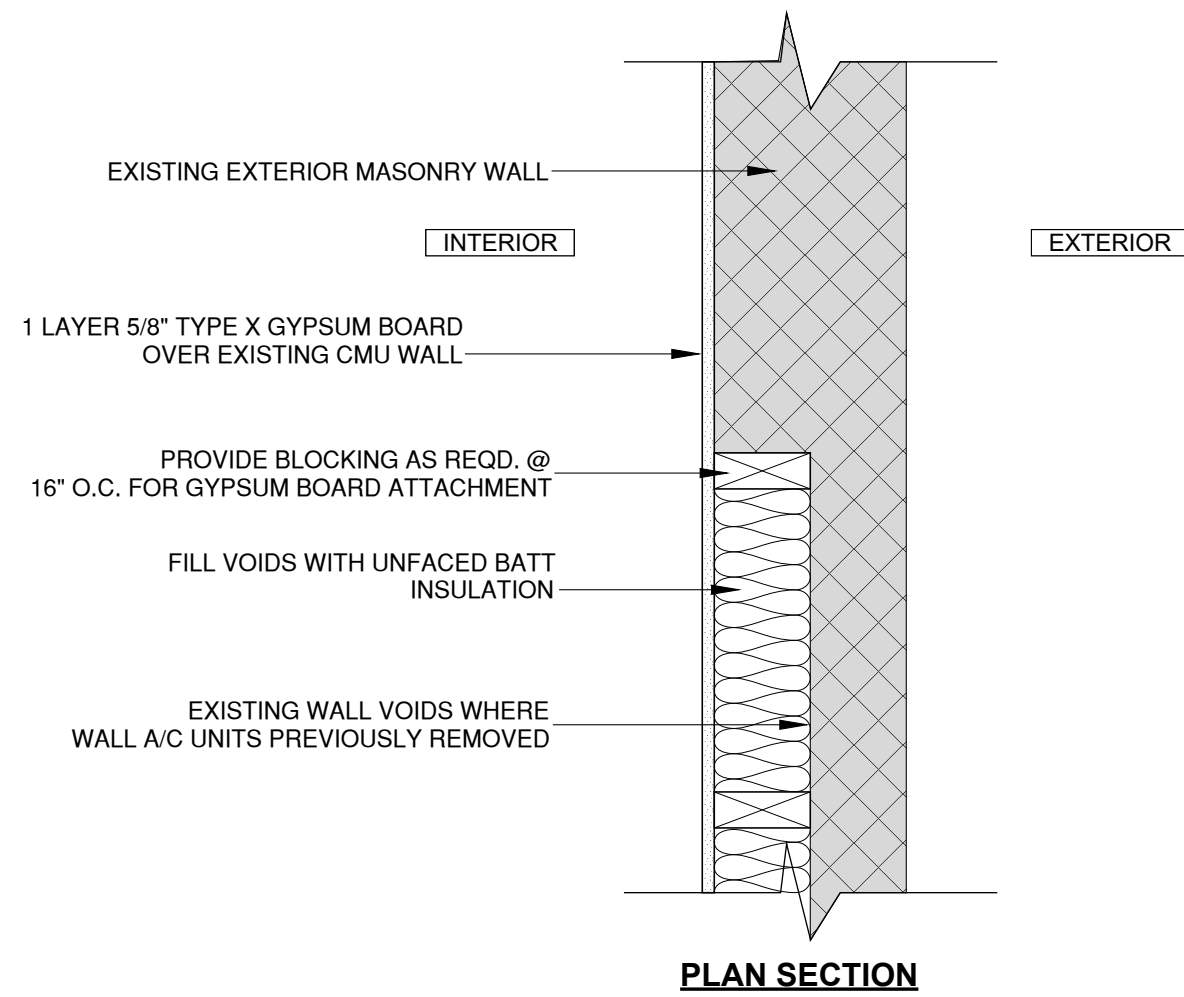 EXISTING EXTERIOR MASONRY WALL
INTERIOR
EXTERIOR
1 LAYER 5/8" TYPE X GYPSUM BOARD
OVER EXISTING CMU WALL
PROVIDE BLOCKING AS REQD. @
16" O.C. FOR GYPSUM BOARD ATTACHMENT
FILL VOIDS WITH UNFACED BATT
INSULATION
EXISTING WALL VOIDS WHERE
WALL A/C UNITS PREVIOUSLY REMOVED
PLAN SECTION